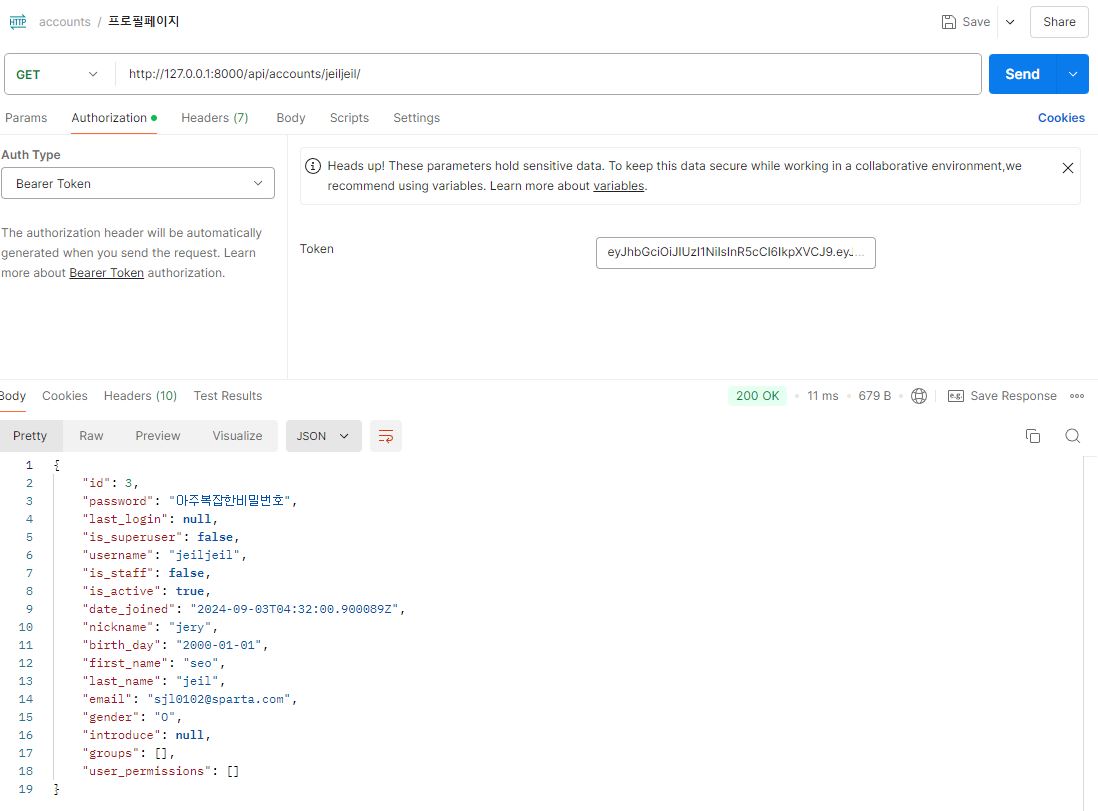 HTTP accounts / 프로필페이지 Save Share
GET http://127.0.0.1:8000/api/accounts/jeiljeil/ Send
Params Authorization Headers (7) Body Scripts Settings Cookies
Auth Type
Bearer Token
The authorization header will be automatically
generated when you send the request. Learn
more about Bearer Token authorization.
Heads up! These parameters hold sensitive data. To keep this data secure while working in a collaborative environment,we
recommend using variables. Learn more about variables.
Token eyJhbGciOiJIUzI1NiIsInR5cCI6IkpXVCJ9.eyJ...
Body Cookies Headers (10) Test Results 200 OK 11 ms 679 B e.g. Save Response
Pretty Raw Preview Visualize JSON
1 {
2 "id": 3,
3 "password": "아주복잡한비밀번호",
4 "last_login": null,
5 "is_superuser": false,
6 "username": "jeiljeil",
7 "is_staff": false,
8 "is_active": true,
9 "date_joined": "2024-09-03T04:32:00.900089Z",
10 "nickname": "jery",
11 "birth_day": "2000-01-01",
12 "first_name": "seo",
13 "last_name": "jeil",
14 "email": "sjl0102@sparta.com",
15 "gender": "O",
16 "introduce": null,
17 "groups": [],
18 "user_permissions": []
19 }